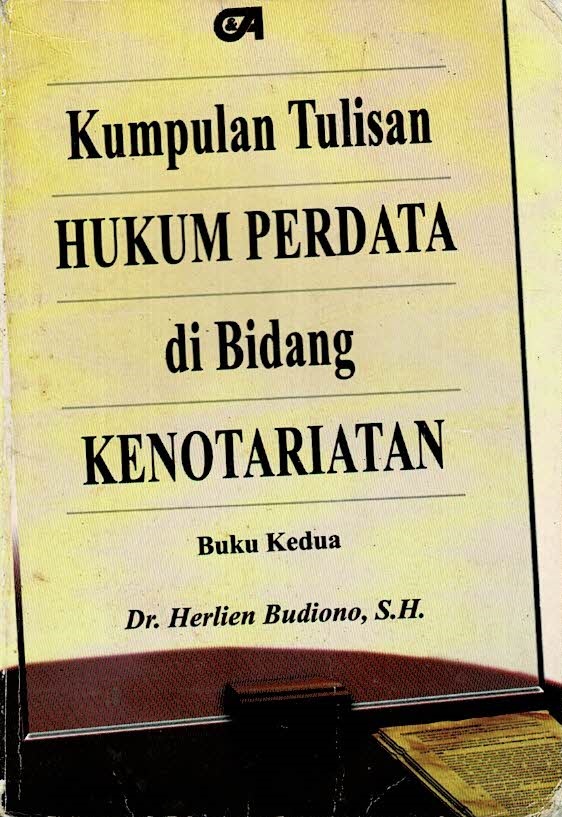 Kumpulan Tulisan
HUKUM PERDATA
di Bidang
KENOTARIATAN
Buku Kedua
Dr. Herlien Budiono, S.H.